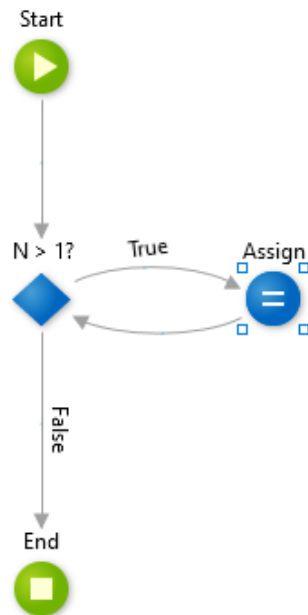 Start
N > 1?
True
Assign
False
End